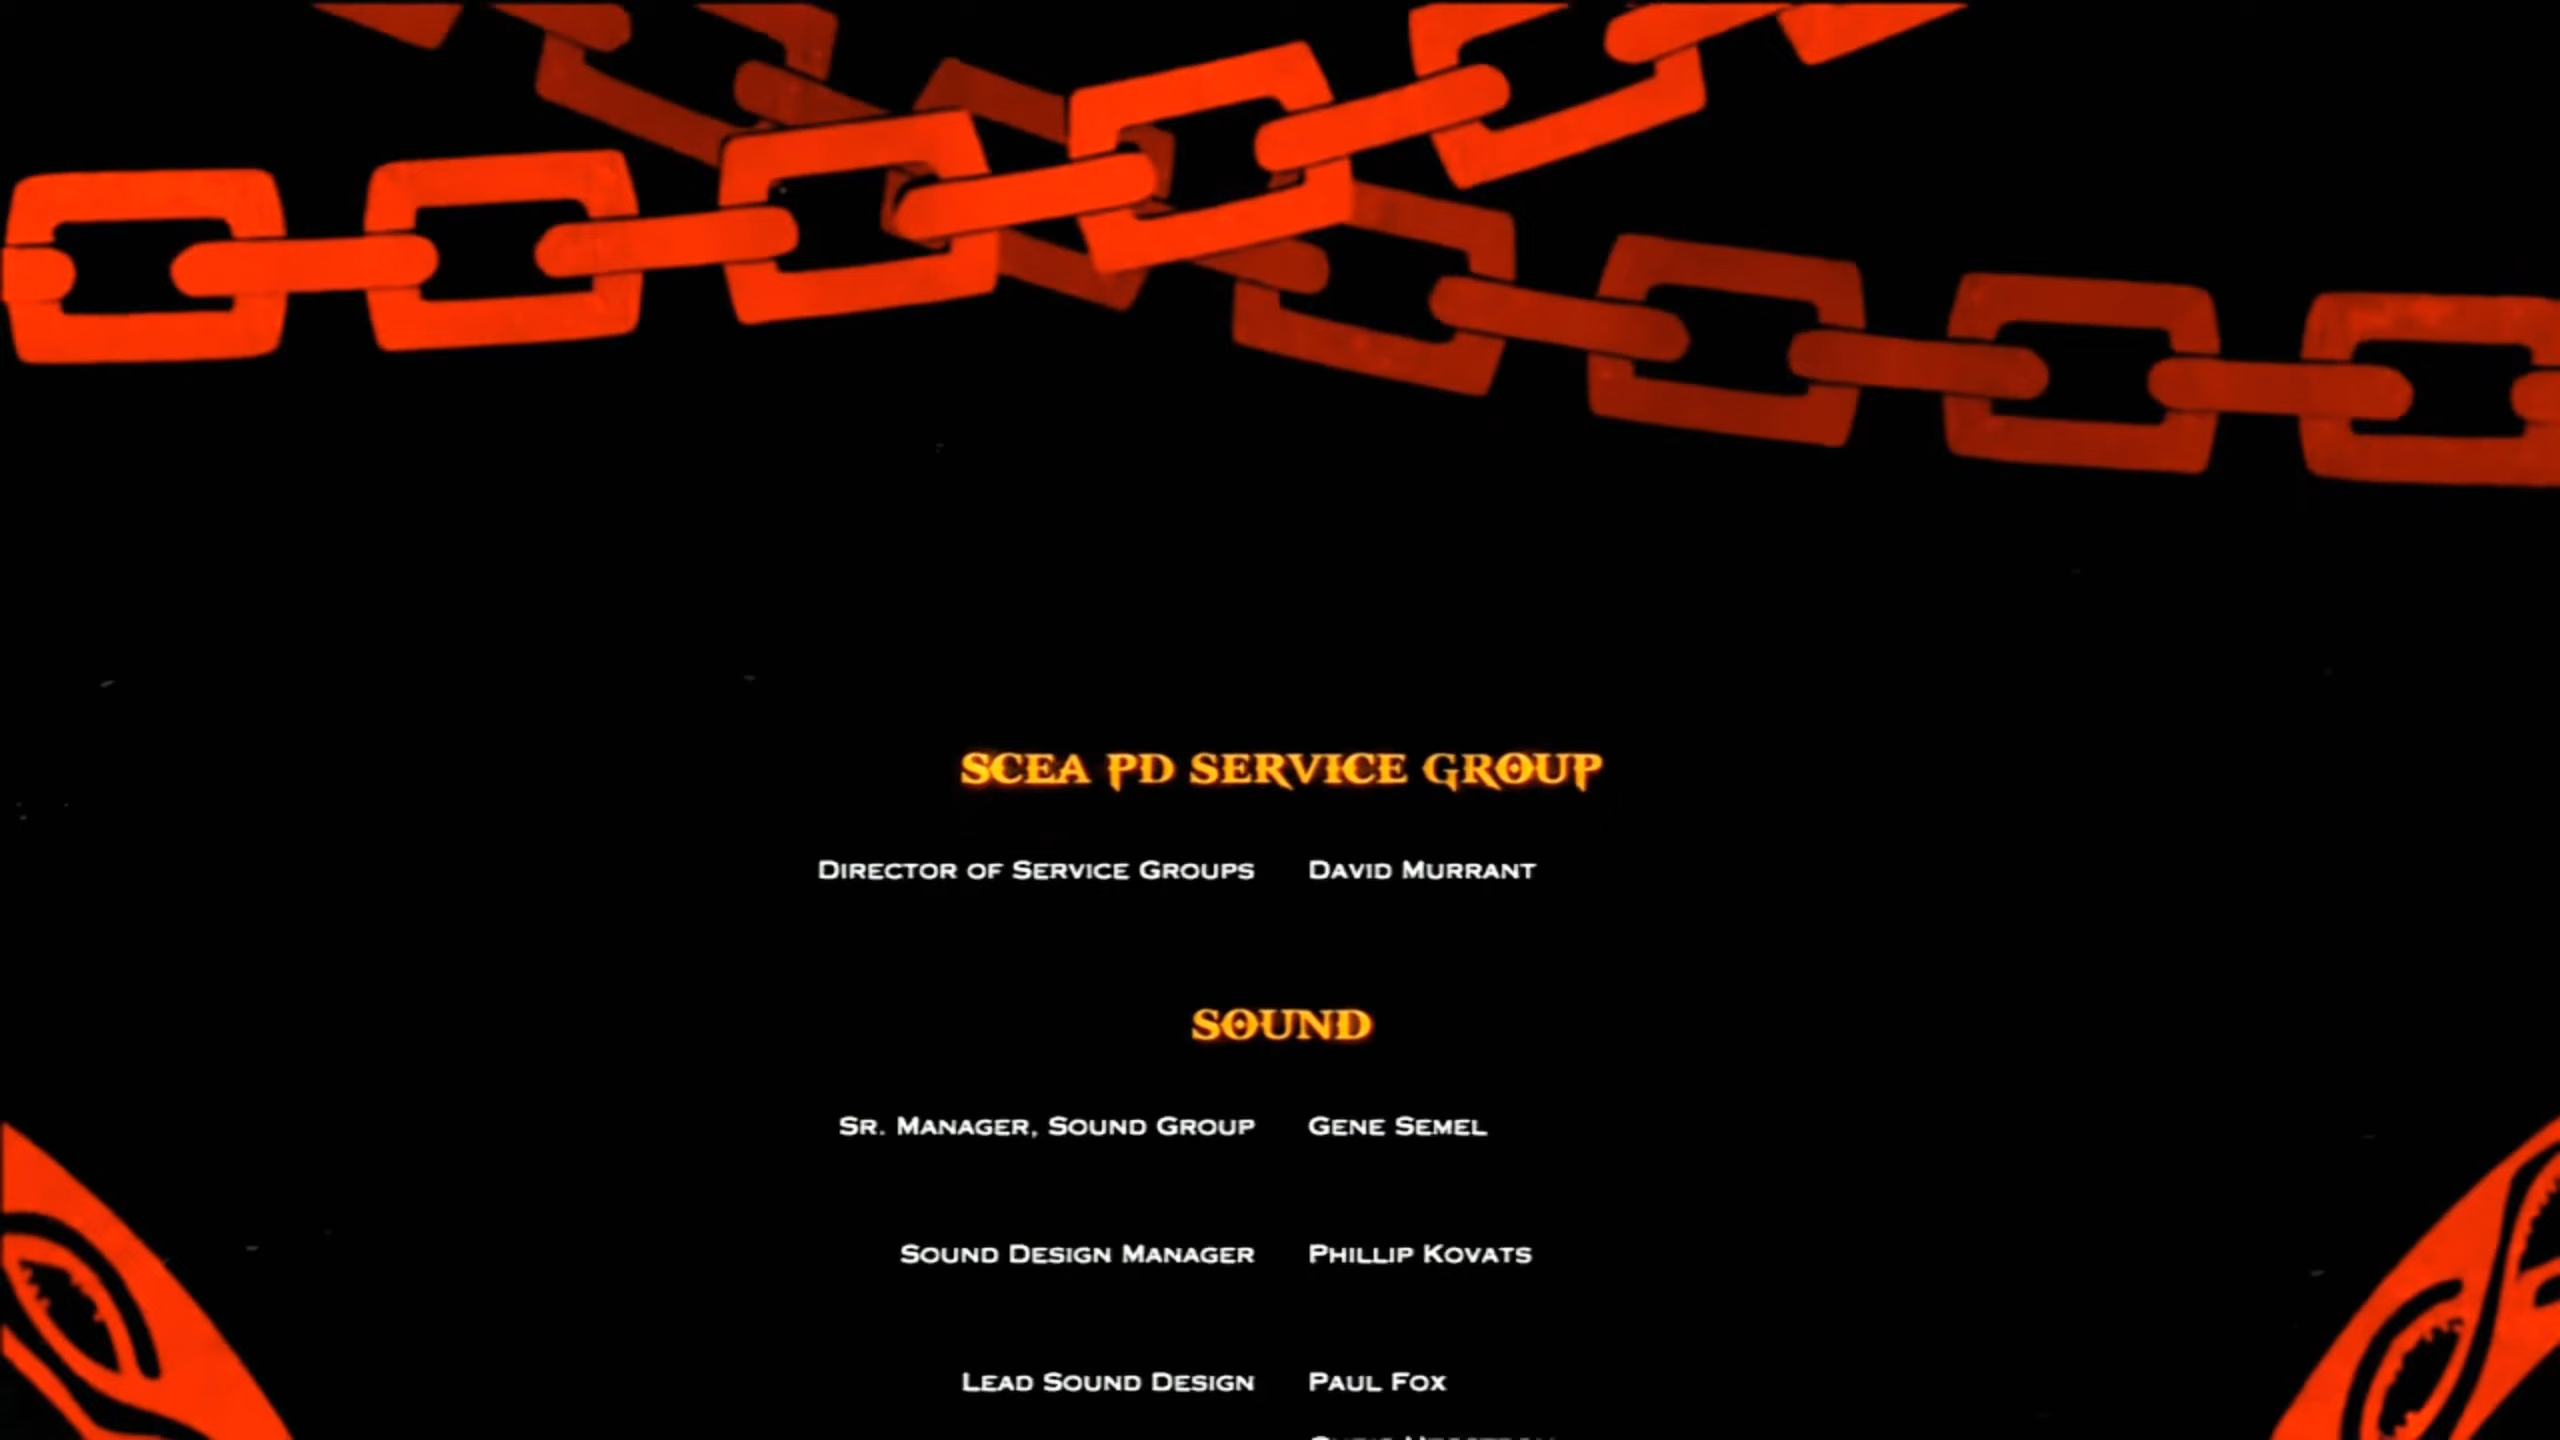 SCEA PD SERVICE GROUP
DIRECTOR OF SERVICE GROUPS DAVID MURRANT
SOUND
SR. MANAGER, SOUND GROUP GENE SEMEL
SOUND DESIGN MANAGER PHILLIP KOVATS
LEAD SOUND DESIGN PAUL FOX